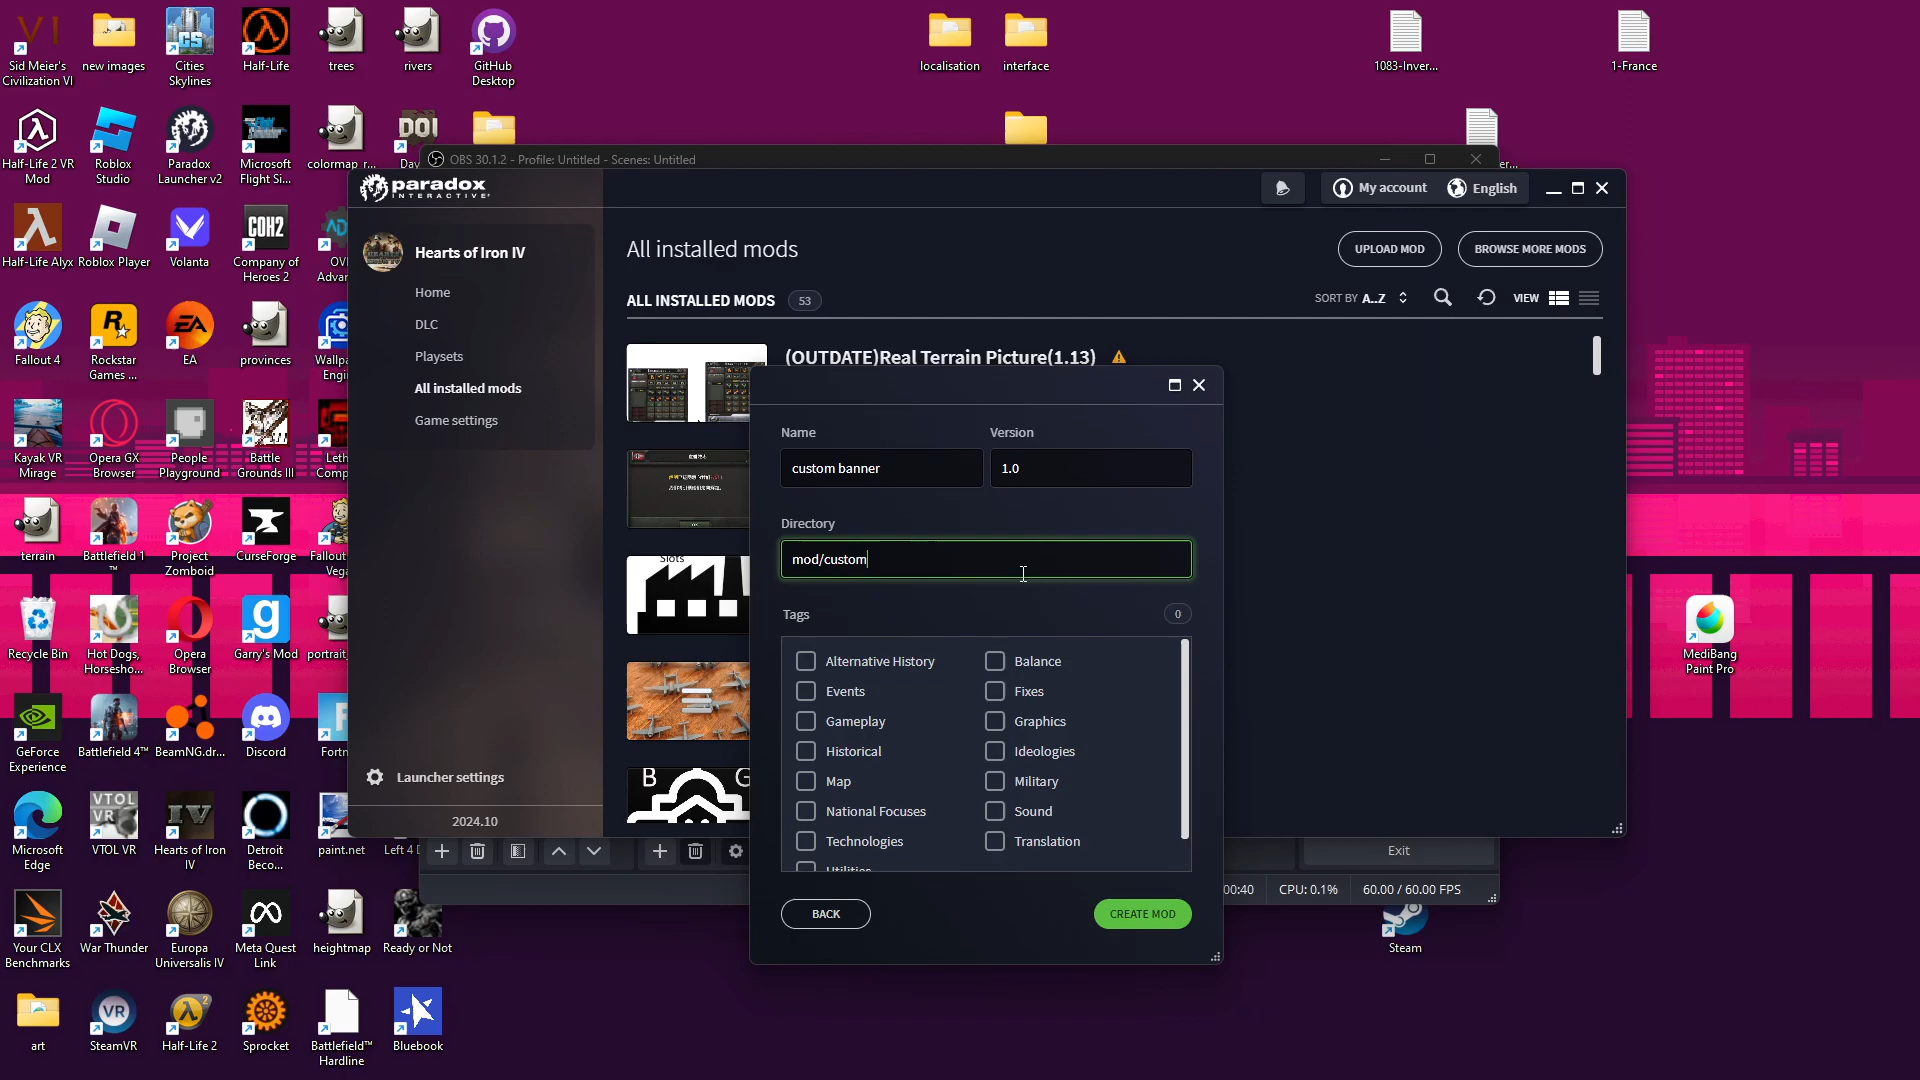 Sid Meier's
Civilization VI
new images
Cities
Skylines
Half-Life
trees
rivers
GitHub
Desktop
localisation
interface
1083-Inver...
1-France
Half-Life 2 VR
Mod
Roblox
Studio
Paradox
Launcher v2
Microsoft
Flight Si...
colormap_r...
Day
OBS 30.1.2 - Profile: Untitled - Scenes: Untitled
paradox
INTERACTIVE
My account
English
Half-Life Alyx
Roblox Player
Volanta
COH2
Company of
Heroes 2
Hearts of Iron IV
Home
DLC
Playsets
All installed mods
Game settings
All installed mods
UPLOAD MOD
BROWSE MORE MODS
ALL INSTALLED MODS
53
SORT BY A..Z
VIEW
(OUTDATE)Real Terrain Picture(1.13)
Fallout 4
Rockstar
Games ...
EA
provinces
Name
Version
custom banner
1.0
Directory
mod/custom
Tags
0
Alternative History
Balance
Events
Fixes
Gameplay
Graphics
Historical
Ideologies
Map
Military
National Focuses
Sound
Technologies
Translation
Utilities
BACK
CREATE MOD
Slots
B
G
Kayak VR
Mirage
Opera GX
Browser
People
Playground
Battle
Grounds III
terrain
Battlefield 1
™
Project
Zomboid
CurseForge
Recycle Bin
Hot Dogs,
Horsesho...
Opera
Browser
Garry's Mod
MediBang
Paint Pro
GeForce
Experience
Battlefield 4™
BeamNG.dr...
Discord
Launcher settings
2024.10
VTOL
VR
Microsoft
Edge
VTOL VR
Hearts of Iron
IV
Detroit
Beco...
paint.net
Exit
00:40
CPU: 0.1%
60.00 / 60.00 FPS
Your CLX
Benchmarks
War Thunder
Europa
Universalis IV
Meta Quest
Link
heightmap
Ready or Not
Steam
art
SteamVR
Half-Life 2
Sprocket
Battlefield™
Hardline
Bluebook